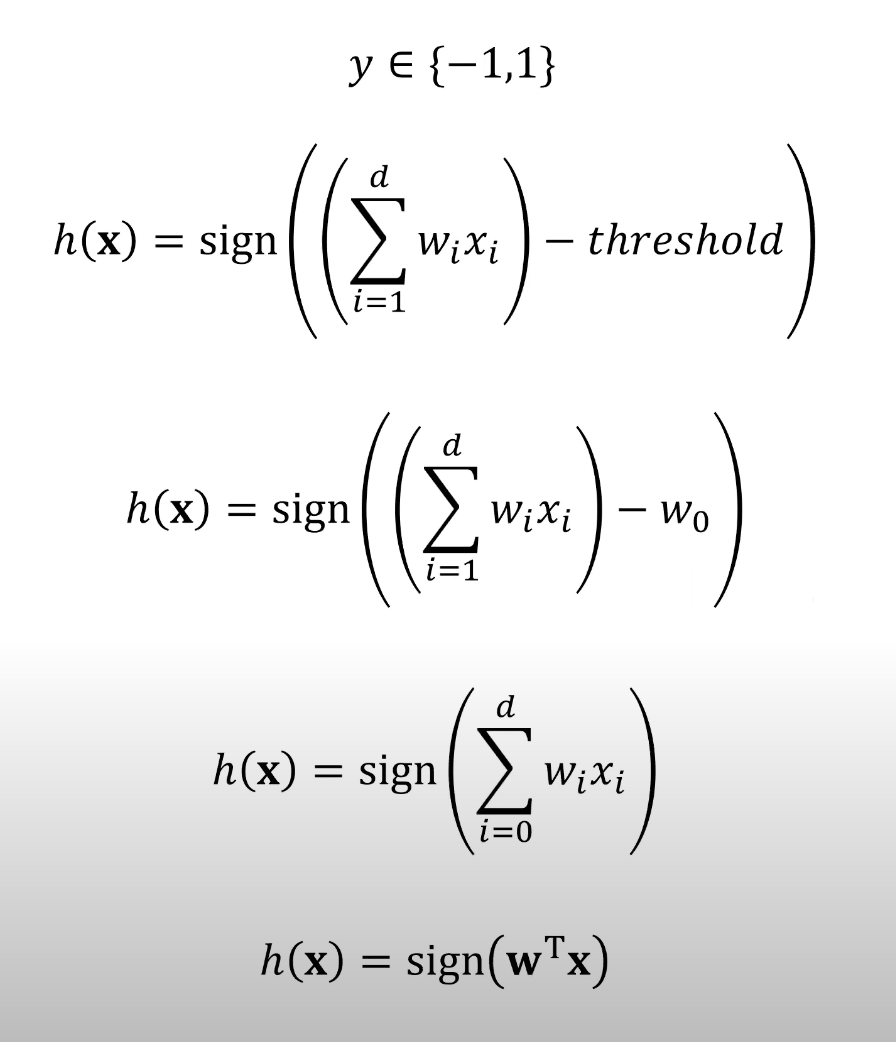 y ∈ {−1,1}
h(𝐱) = sign((∑_{i=1}^{d} w_i x_i) − threshold)
h(𝐱) = sign((∑_{i=1}^{d} w_i x_i) − w_0)
h(𝐱) = sign(∑_{i=0}^{d} w_i x_i)
h(𝐱) = sign(𝐰^T 𝐱)